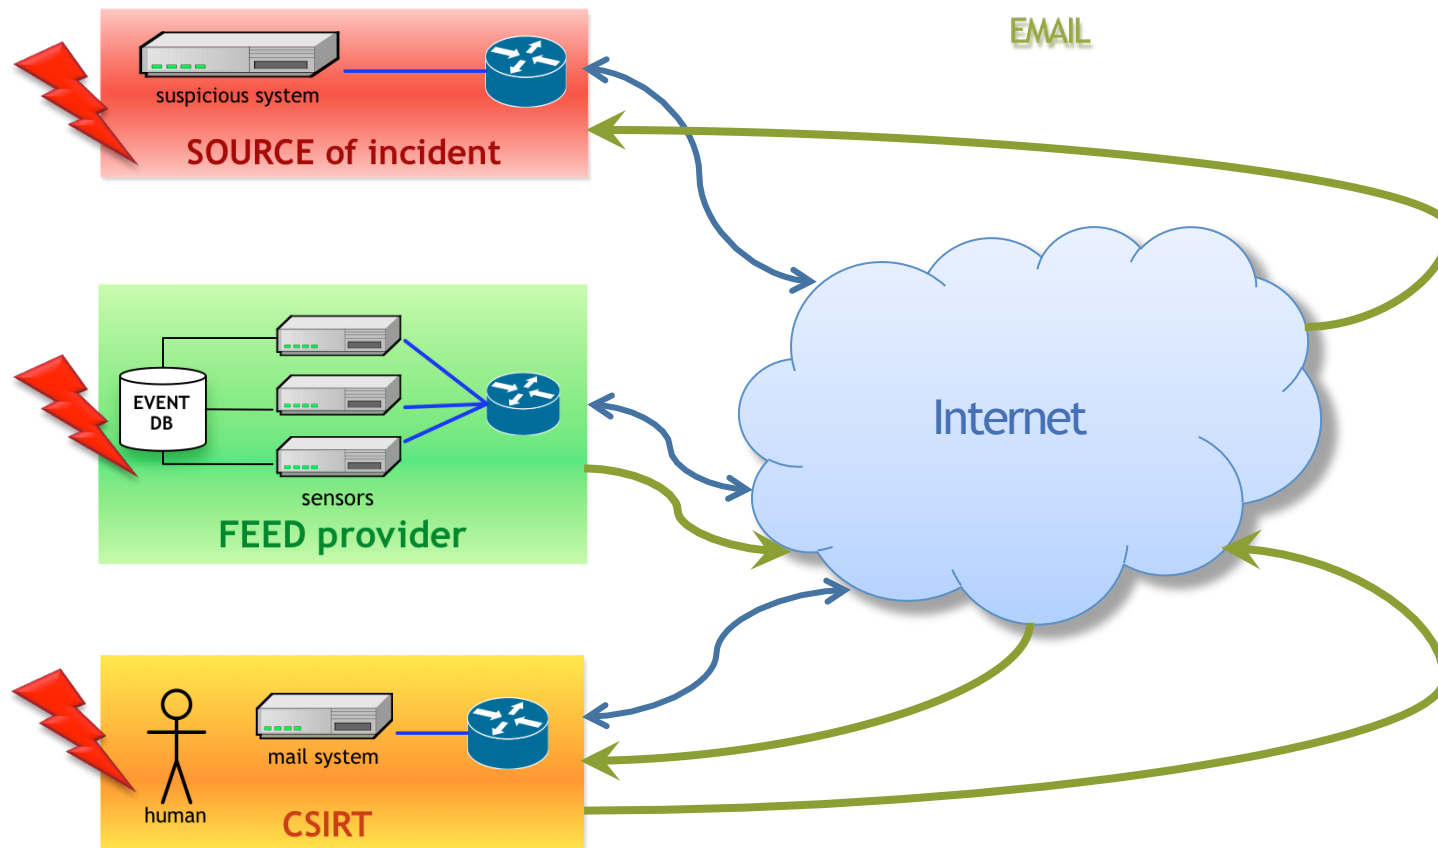 EMAIL
suspicious system
SOURCE of incident
EVENT
DB
sensors
FEED provider
Internet
mail system
human
CSIRT